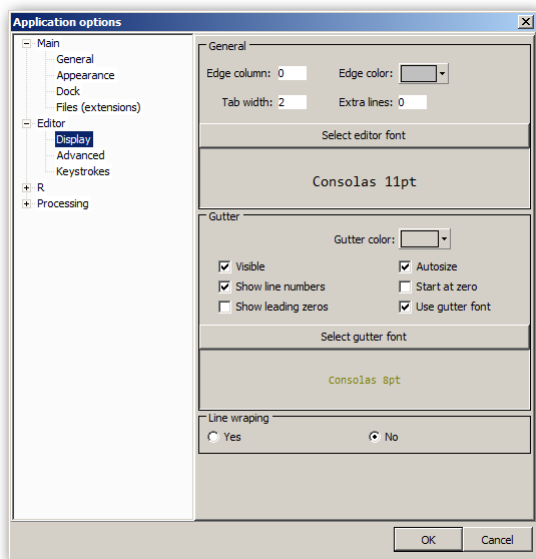 Application options
Main
General
Appearance
Dock
Files (extensions)
Editor
Display
Advanced
Keystrokes
R
Processing
General
Edge column: 0 Edge color:
Tab width: 2 Extra lines: 0
Select editor font
Consolas 11pt
Gutter
Gutter color:
Visible Autosize
Show line numbers Start at zero
Show leading zeros Use gutter font
Select gutter font
Consolas 8pt
Line wraping
Yes No
OK Cancel